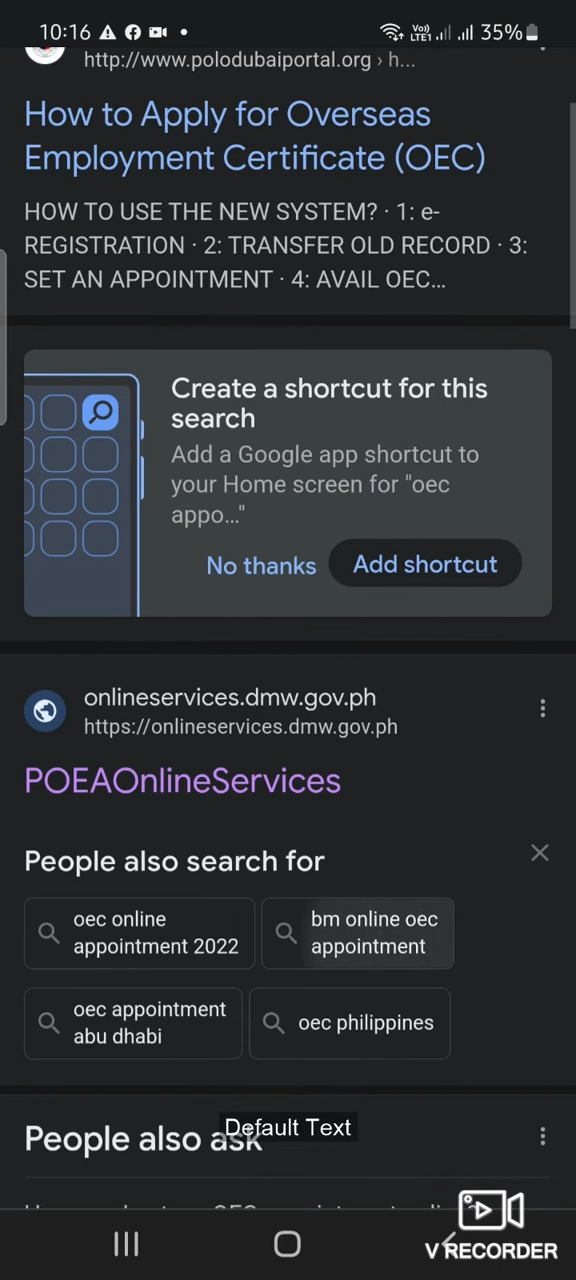 10:16
Vo)) LTE1 35%
http://www.polodubaiportal.org › h...
How to Apply for Overseas
Employment Certificate (OEC)
HOW TO USE THE NEW SYSTEM? · 1: e-
REGISTRATION · 2: TRANSFER OLD RECORD · 3:
SET AN APPOINTMENT · 4: AVAIL OEC...
Create a shortcut for this
search
Add a Google app shortcut to
your Home screen for "oec
appo..."
No thanks
Add shortcut
onlineservices.dmw.gov.ph
https://onlineservices.dmw.gov.ph
POEAOnlineServices
People also search for
oec online
appointment 2022
bm online oec
appointment
oec appointment
abu dhabi
oec philippines
Default Text
People also ask
V RECORDER